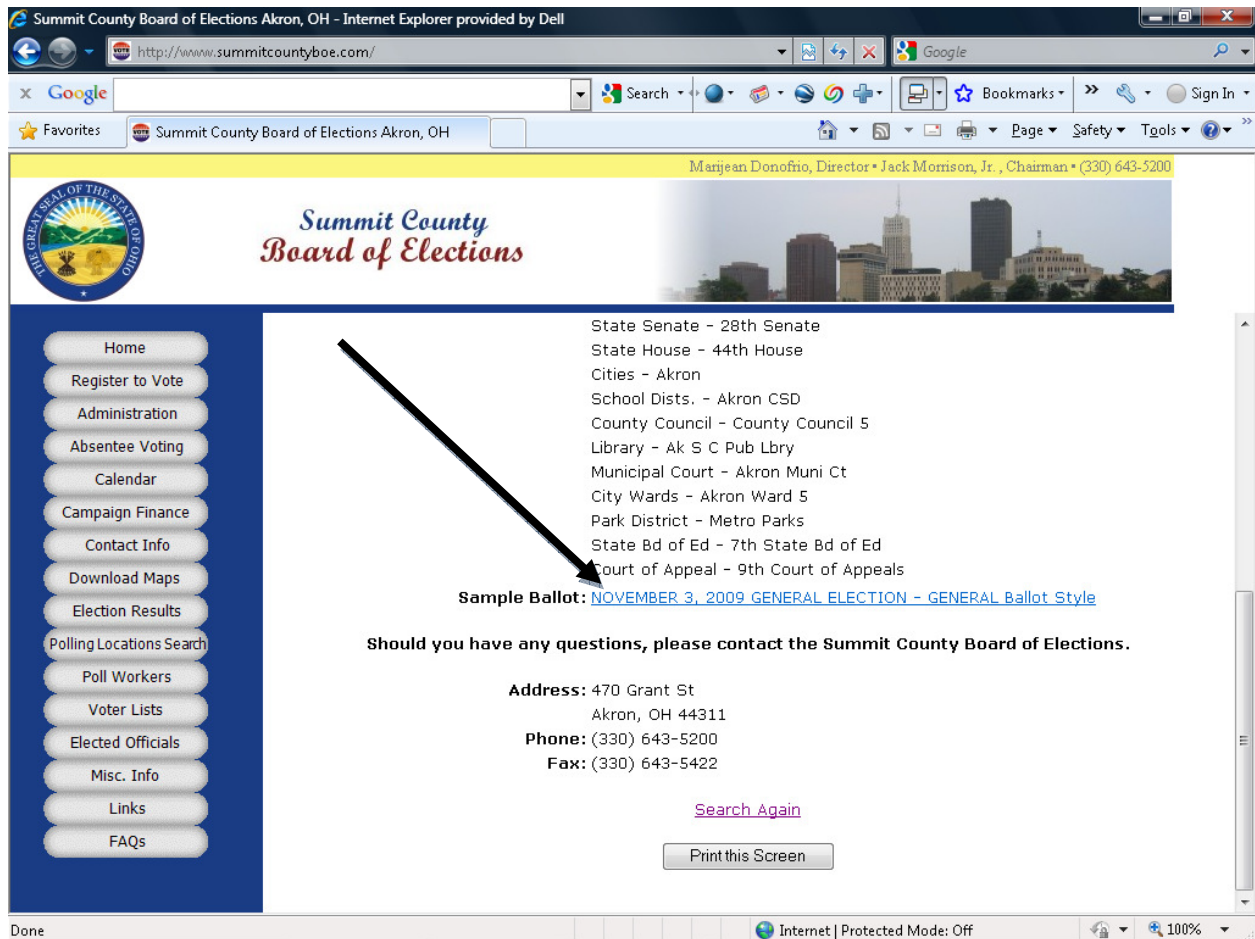 Summit County Board of Elections Akron, OH - Internet Explorer provided by Dell
http://www.summitcountyboe.com/
Google
x Google Search Bookmarks Sign In
Favorites Summit County Board of Elections Akron, OH Page Safety Tools
Marijean Donofrio, Director • Jack Morrison, Jr. , Chairman • (330) 643-5200
THE GREAT SEAL OF THE STATE OF OHIO
Summit County
Board of Elections
Home
Register to Vote
Administration
Absentee Voting
Calendar
Campaign Finance
Contact Info
Download Maps
Election Results
Polling Locations Search
Poll Workers
Voter Lists
Elected Officials
Misc. Info
Links
FAQs
State Senate - 28th Senate
State House - 44th House
Cities - Akron
School Dists. - Akron CSD
County Council - County Council 5
Library - Ak S C Pub Lbry
Municipal Court - Akron Muni Ct
City Wards - Akron Ward 5
Park District - Metro Parks
State Bd of Ed - 7th State Bd of Ed
Court of Appeal - 9th Court of Appeals
Sample Ballot: NOVEMBER 3, 2009 GENERAL ELECTION - GENERAL Ballot Style
Should you have any questions, please contact the Summit County Board of Elections.
Address: 470 Grant St
Akron, OH 44311
Phone: (330) 643-5200
Fax: (330) 643-5422
Search Again
Print this Screen
Done Internet | Protected Mode: Off 100%